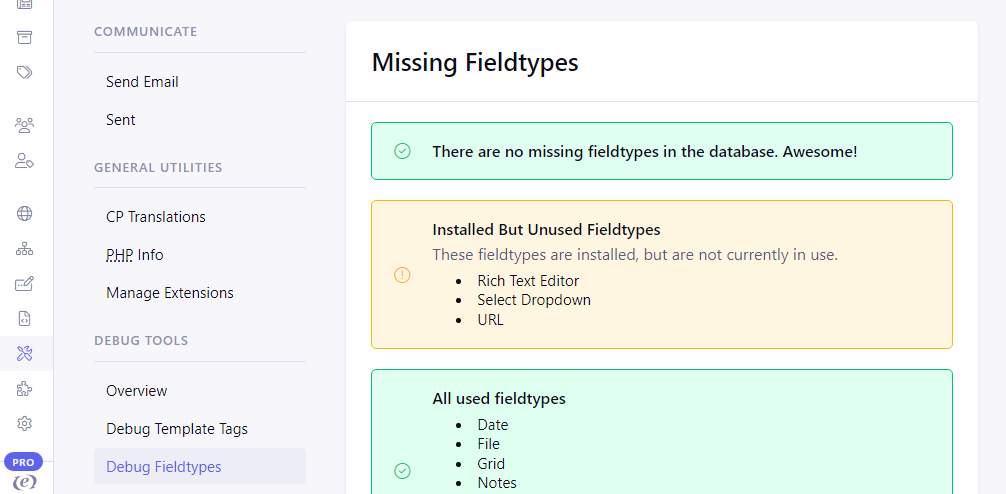 COMMUNICATE
Send Email
Sent
GENERAL UTILITIES
CP Translations
PHP Info
Manage Extensions
DEBUG TOOLS
Overview
Debug Template Tags
Debug Fieldtypes
PRO
Missing Fieldtypes
There are no missing fieldtypes in the database. Awesome!
Installed But Unused Fieldtypes
These fieldtypes are installed, but are not currently in use.
Rich Text Editor
Select Dropdown
URL
All used fieldtypes
Date
File
Grid
Notes